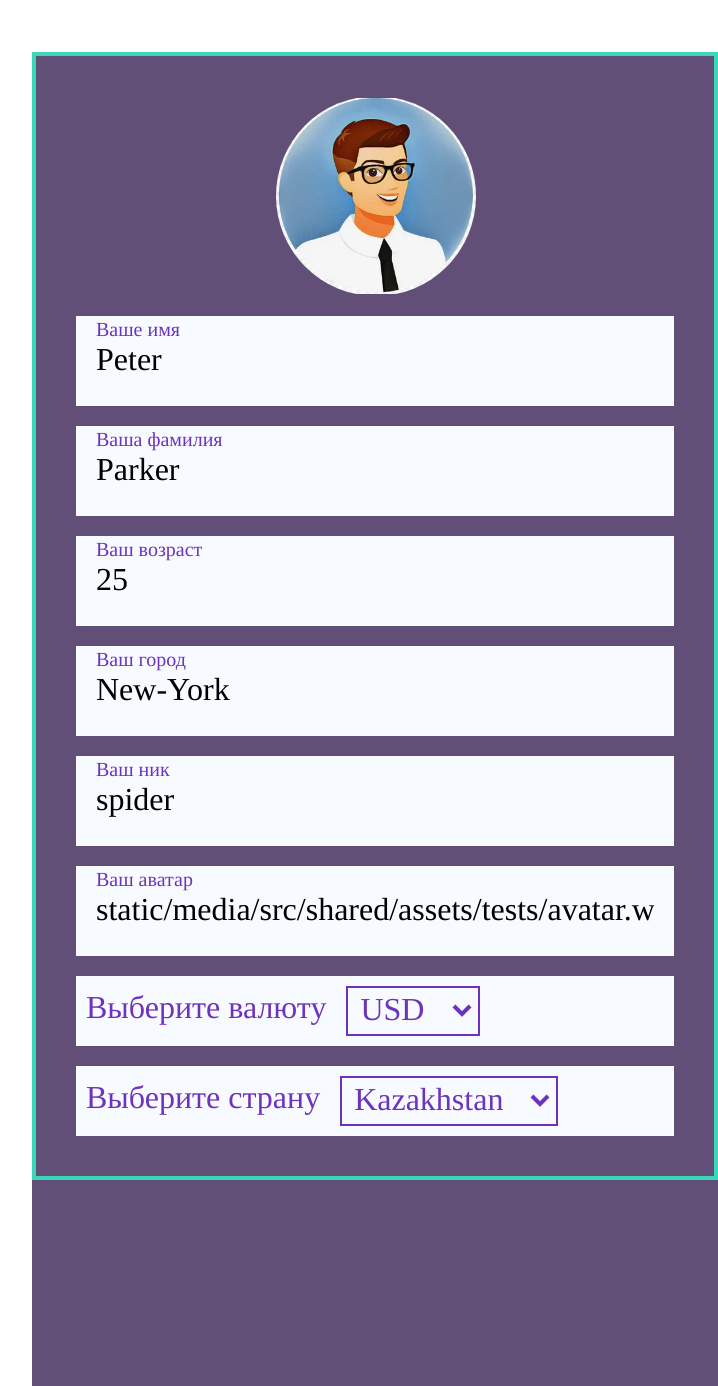 Ваше имя
Peter
Ваша фамилия
Parker
Ваш возраст
25
Ваш город
New-York
Ваш ник
spider
Ваш аватар
static/media/src/shared/assets/tests/avatar.w
Выберите валюту USD
Выберите страну Kazakhstan